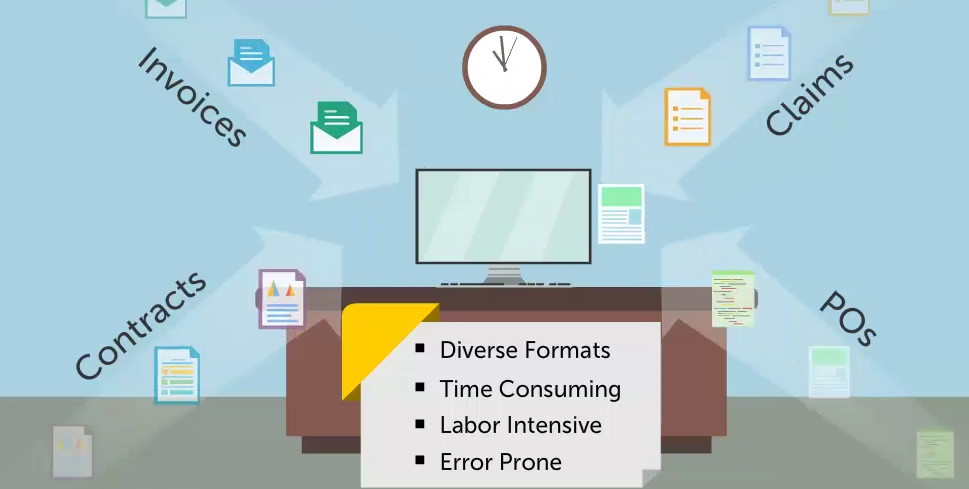 Invoices
Claims
Contracts
POs
▪ Diverse Formats
▪ Time Consuming
▪ Labor Intensive
▪ Error Prone